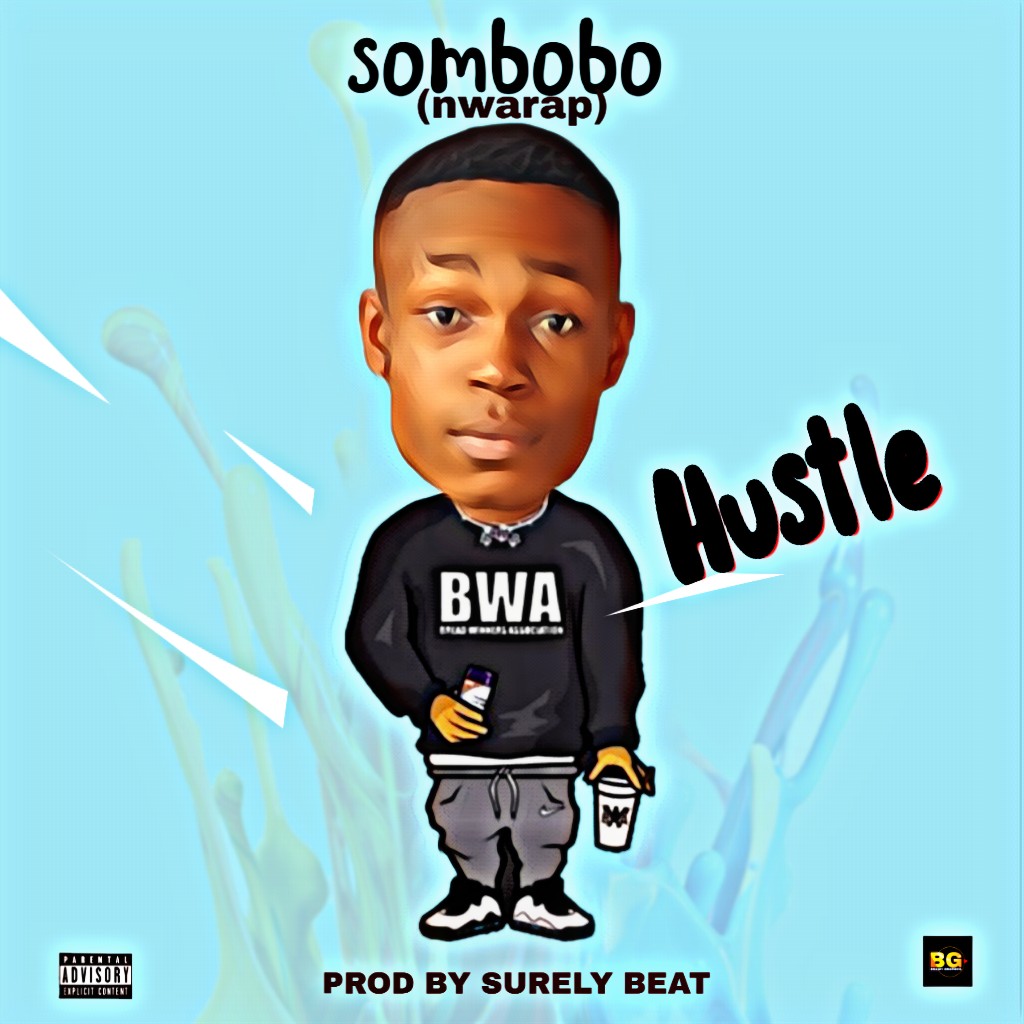 sombobo
(nwarap)
Hustle
BWA
BREAD WINNERS ASSOCIATION
PARENTAL
ADVISORY
EXPLICIT CONTENT
PROD BY SURELY BEAT
BG